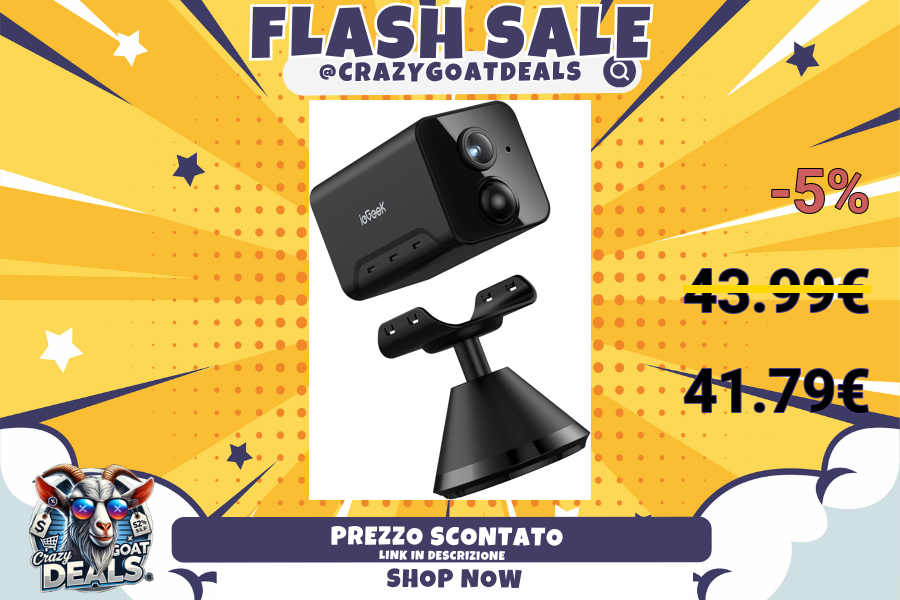 FLASH SALE
@CRAZYGOATDEALS
ieGeek
-5%
43.99€
41.79€
$
52%
Crazy
GOAT
DEALS
PREZZO SCONTATO
LINK IN DESCRIZIONE
SHOP NOW